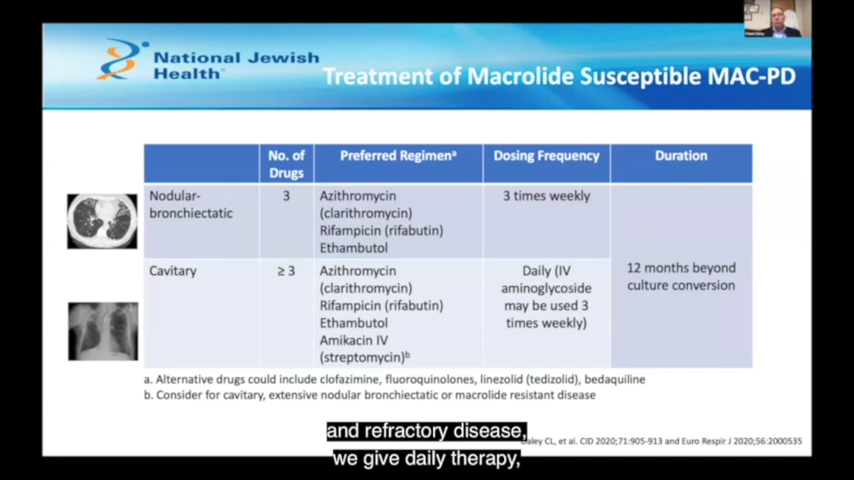 National Jewish
Health®
Treatment of Macrolide Susceptible MAC-PD
No. of
Drugs
Preferred Regimenᵃ
Dosing Frequency
Duration
Nodular-
bronchiectatic
3
Azithromycin
(clarithromycin)
Rifampicin (rifabutin)
Ethambutol
3 times weekly
Cavitary
≥ 3
Azithromycin
(clarithromycin)
Rifampicin (rifabutin)
Ethambutol
Amikacin IV
(streptomycin)ᵇ
Daily (IV
aminoglycoside
may be used 3
times weekly)
12 months beyond
culture conversion
a. Alternative drugs could include clofazimine, fluoroquinolones, linezolid (tedizolid), bedaquiline
b. Consider for cavitary, extensive nodular bronchiectatic or macrolide resistant disease
and refractory disease,
we give daily therapy,
Daley CL, et al. CID 2020;71:905-913 and Euro Respir J 2020;56:2000535